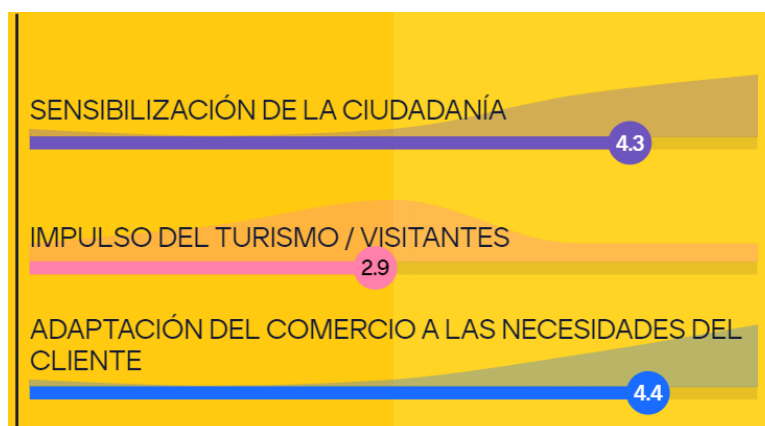 SENSIBILIZACIÓN DE LA CIUDADANÍA
4.3
IMPULSO DEL TURISMO / VISITANTES
2.9
ADAPTACIÓN DEL COMERCIO A LAS NECESIDADES DEL
CLIENTE
4.4